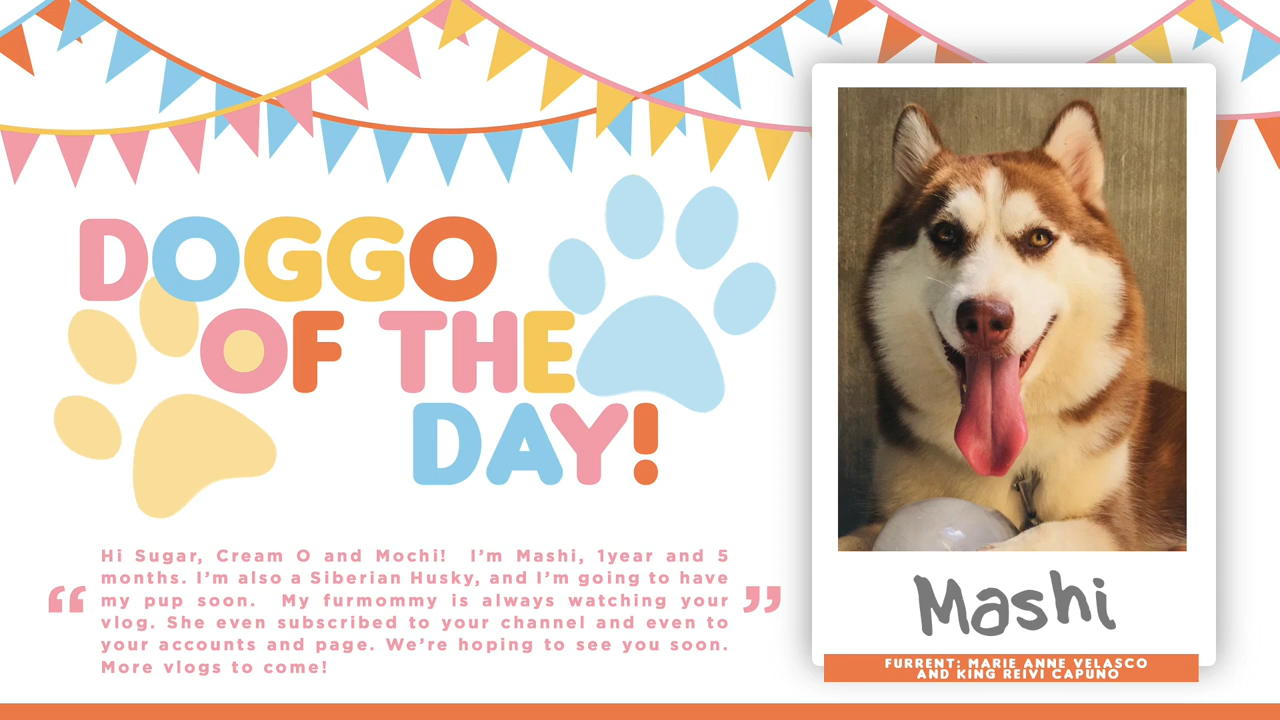 DOGGO
OF THE
DAY!
“
Hi Sugar, Cream O and Mochi! I'm Mashi, 1year and 5
months. I'm also a Siberian Husky, and I'm going to have
my pup soon. My furmommy is always watching your
vlog. She even subscribed to your channel and even to
your accounts and page. We're hoping to see you soon.
More vlogs to come!
”
Mashi
FURRENT: MARIE ANNE VELASCO
AND KING REIVI CAPUNO